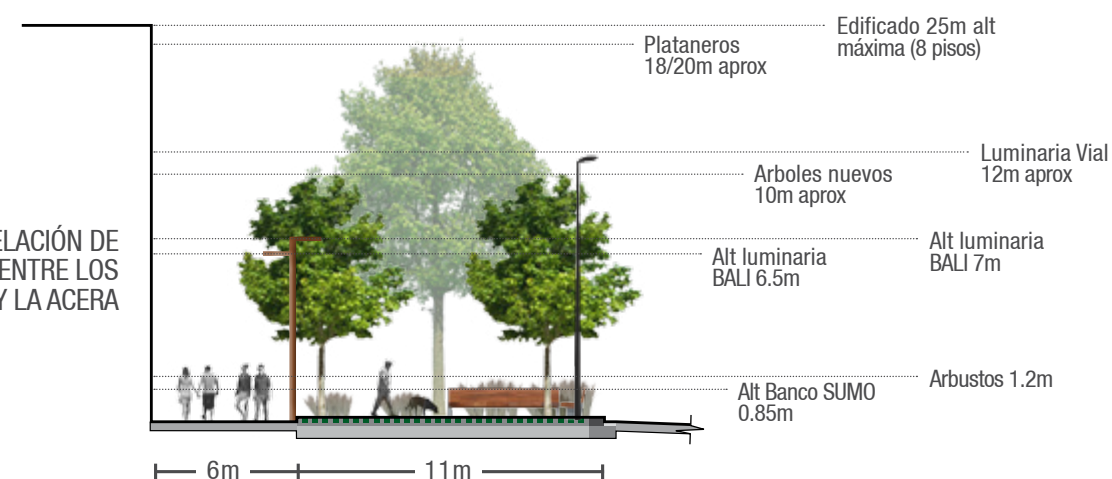 Edificado 25m alt
máxima (8 pisos)
Plataneros
18/20m aprox
Luminaria Vial
12m aprox
Arboles nuevos
10m aprox
ELACIÓN DE
ENTRE LOS
Y LA ACERA
Alt luminaria
BALI 7m
Alt luminaria
BALI 6.5m
Arbustos 1.2m
Alt Banco SUMO
0.85m
6m
11m